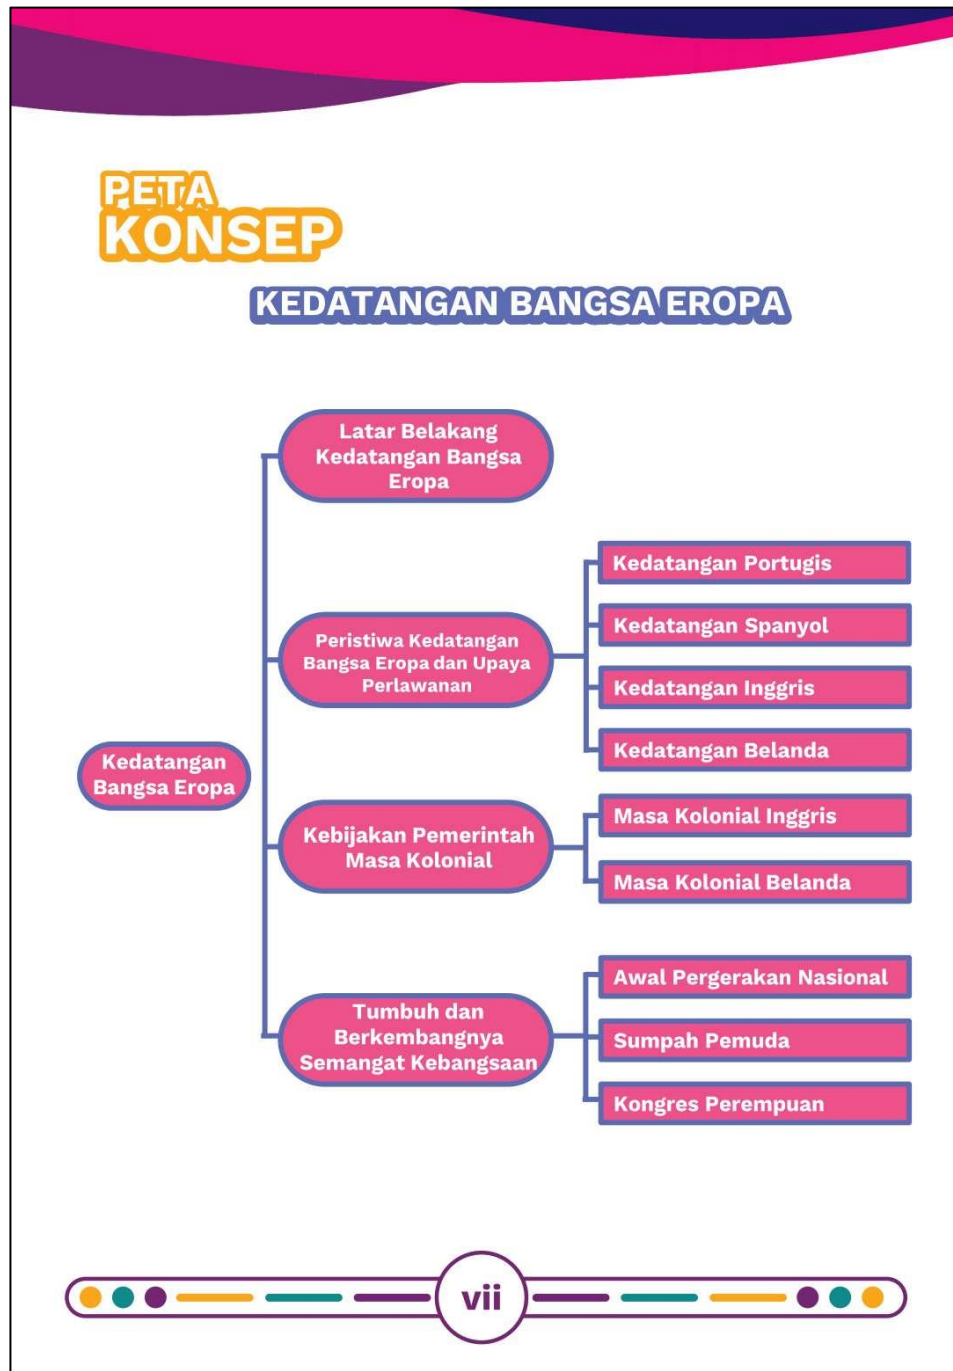 PETA
KONSEP
KEDATANGAN BANGSA EROPA
Kedatangan
Bangsa Eropa
Latar Belakang
Kedatangan Bangsa
Eropa
Peristiwa Kedatangan
Bangsa Eropa dan Upaya
Perlawanan
Kedatangan Portugis
Kedatangan Spanyol
Kedatangan Inggris
Kedatangan Belanda
Kebijakan Pemerintah
Masa Kolonial
Masa Kolonial Inggris
Masa Kolonial Belanda
Tumbuh dan
Berkembangnya
Semangat Kebangsaan
Awal Pergerakan Nasional
Sumpah Pemuda
Kongres Perempuan
vii